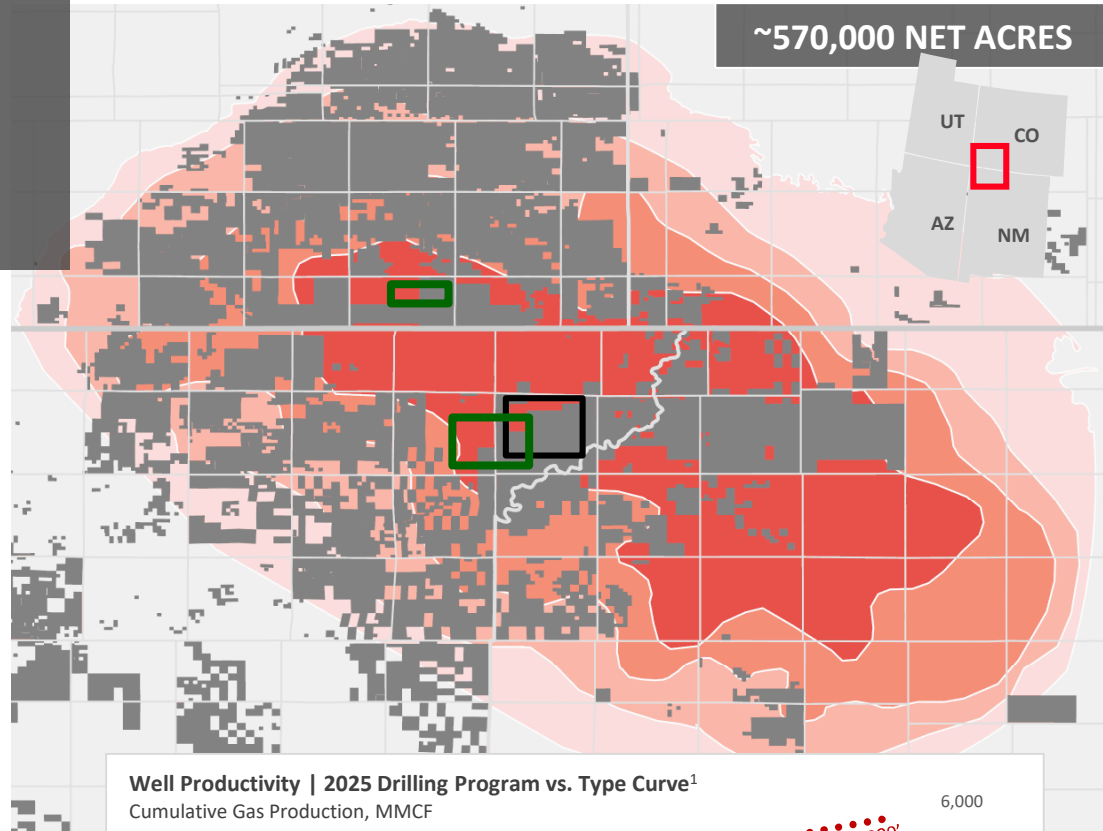 ~570,000 NET ACRES
UT
CO
AZ
NM
Well Productivity | 2025 Drilling Program vs. Type Curve1
Cumulative Gas Production, MMCF
6,000